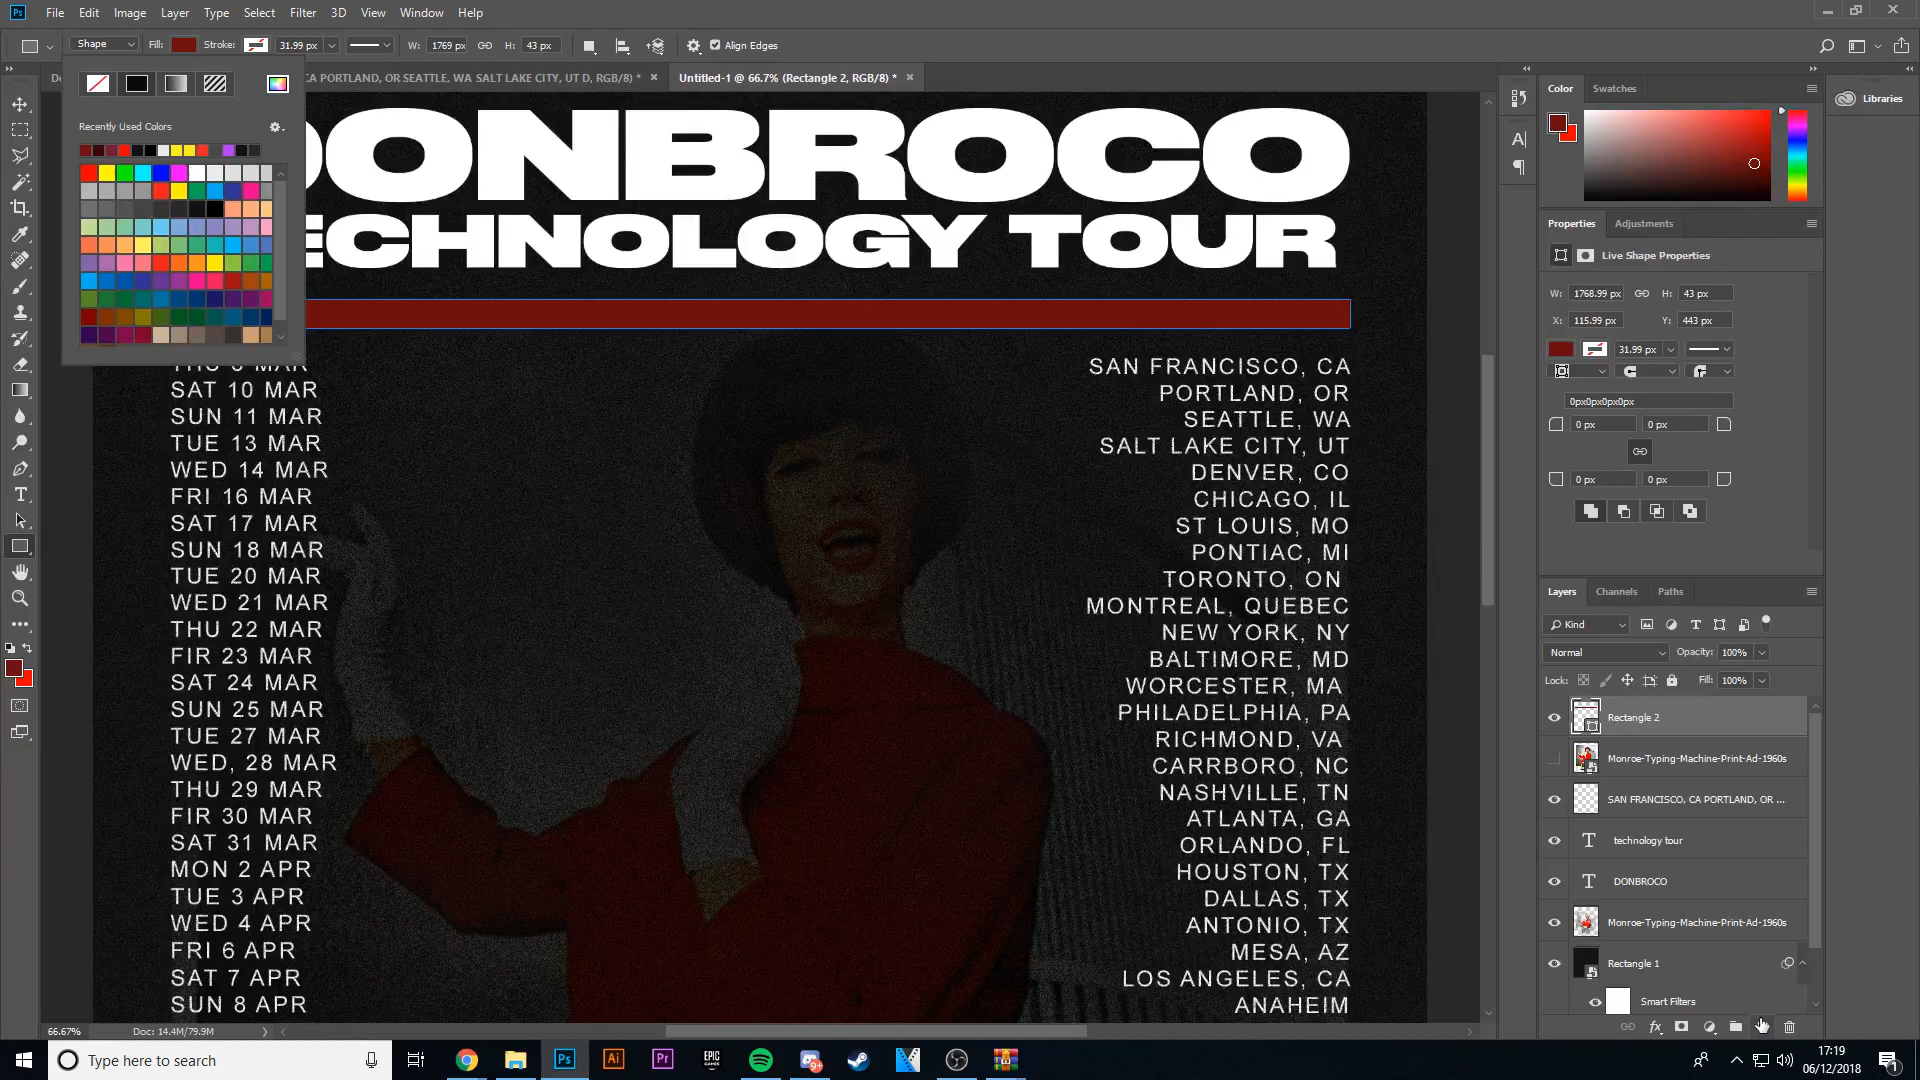 Ps File Edit Image Layer Type Select Filter 3D View Window Help
Shape Fill: Stroke: 31.99 px W: 1769 px H: 43 px Align Edges
CA PORTLAND, OR SEATTLE, WA SALT LAKE CITY, UT D, RGB/8) * Untitled-1 @ 66.7% (Rectangle 2, RGB/8) *
Recently Used Colors
Color Swatches
Libraries
Properties Adjustments
Live Shape Properties
W: 1768.99 px H: 43 px
X: 115.99 px Y: 443 px
31.99 px
0px0px0px0px
0 px 0 px
0 px 0 px
Layers Channels Paths
Kind
Normal Opacity: 100%
Lock: Fill: 100%
Rectangle 2
Monroe-Typing-Machine-Print-Ad-1960s
SAN FRANCISCO, CA PORTLAND, OR ...
T technology tour
T DONBROCO
Monroe-Typing-Machine-Print-Ad-1960s
Rectangle 1
Smart Filters
fx
DONBROCO
ECHNOLOGY TOUR
SAT 10 MAR
SUN 11 MAR
TUE 13 MAR
WED 14 MAR
FRI 16 MAR
SAT 17 MAR
SUN 18 MAR
TUE 20 MAR
WED 21 MAR
THU 22 MAR
FIR 23 MAR
SAT 24 MAR
SUN 25 MAR
TUE 27 MAR
WED, 28 MAR
THU 29 MAR
FIR 30 MAR
SAT 31 MAR
MON 2 APR
TUE 3 APR
WED 4 APR
FRI 6 APR
SAT 7 APR
SUN 8 APR
SAN FRANCISCO, CA
PORTLAND, OR
SEATTLE, WA
SALT LAKE CITY, UT
DENVER, CO
CHICAGO, IL
ST LOUIS, MO
PONTIAC, MI
TORONTO, ON
MONTREAL, QUEBEC
NEW YORK, NY
BALTIMORE, MD
WORCESTER, MA
PHILADELPHIA, PA
RICHMOND, VA
CARRBORO, NC
NASHVILLE, TN
ATLANTA, GA
ORLANDO, FL
HOUSTON, TX
DALLAS, TX
ANTONIO, TX
MESA, AZ
LOS ANGELES, CA
ANAHEIM
66.67% Doc: 14.4M/79.9M
Type here to search
Ps Ai Pr EPIC GAMES
17:19
06/12/2018